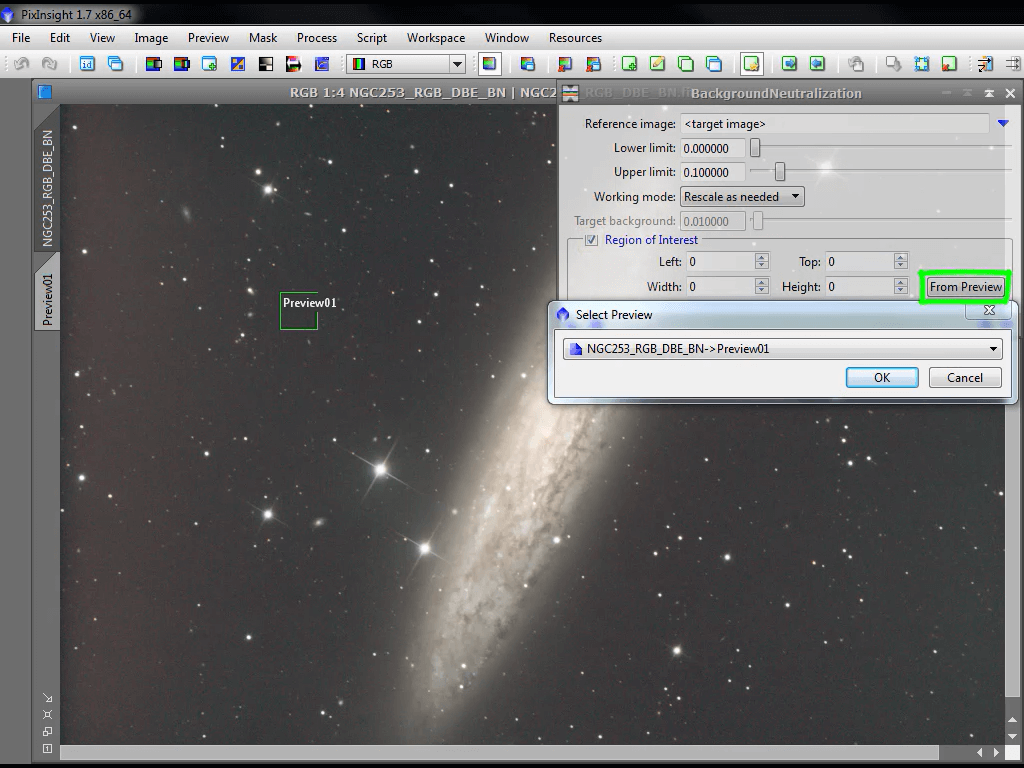 PixInsight 1.7 x86_64
File Edit View Image Preview Mask Process Script Workspace Window Resources
id RGB
RGB 1:4 NGC253_RGB_DBE_BN | NGC2
RGB_DBE_BN.fi
BackgroundNeutralization
NGC253_RGB_DBE_BN
Preview01
Reference image: <target image>
Lower limit: 0.000000
Upper limit: 0.100000
Working mode: Rescale as needed
Target background: 0.010000
Region of Interest
Left: 0 Top: 0
Width: 0 Height: 0 From Preview
Preview01
Select Preview
NGC253_RGB_DBE_BN->Preview01
OK Cancel